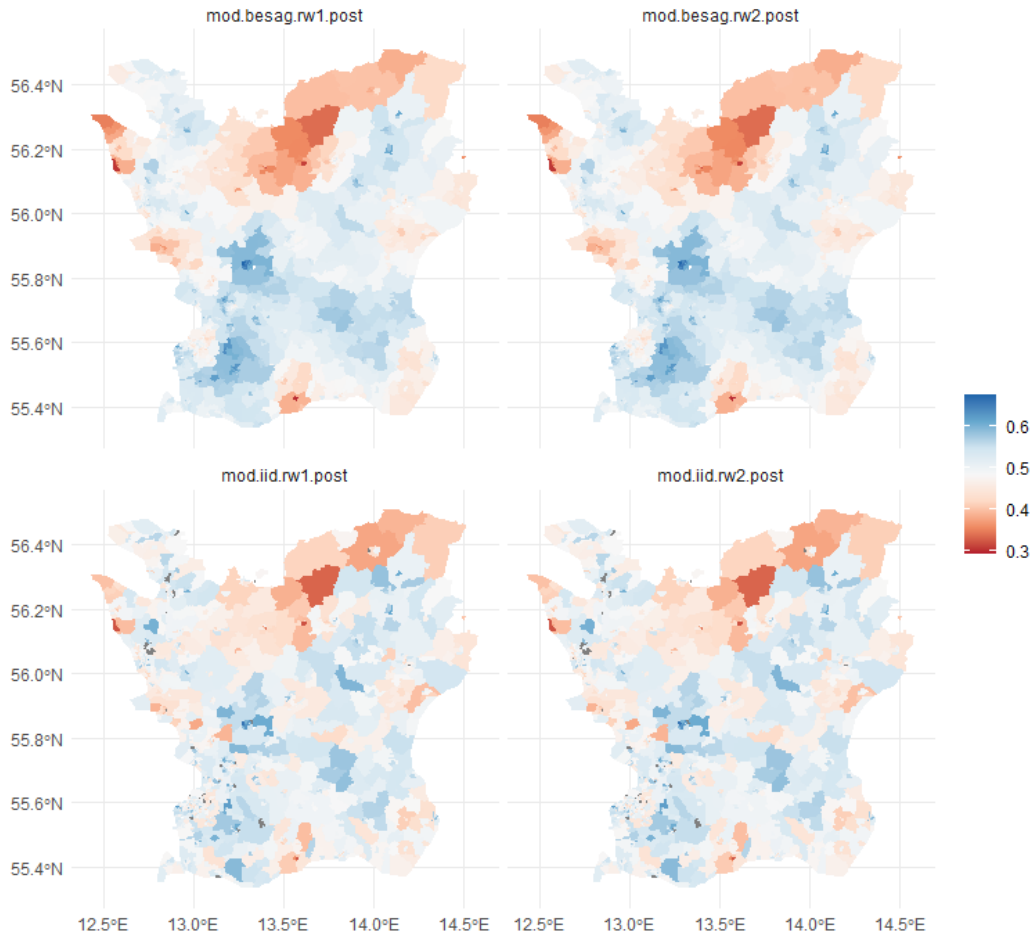 mod.besag.rw1.post
mod.besag.rw2.post
56.4°N
56.2°N
56.0°N
55.8°N
55.6°N
55.4°N
0.6
0.5
0.4
0.3
mod.iid.rw1.post
mod.iid.rw2.post
56.4°N
56.2°N
56.0°N
55.8°N
55.6°N
55.4°N
12.5°E 13.0°E 13.5°E 14.0°E 14.5°E 12.5°E 13.0°E 13.5°E 14.0°E 14.5°E